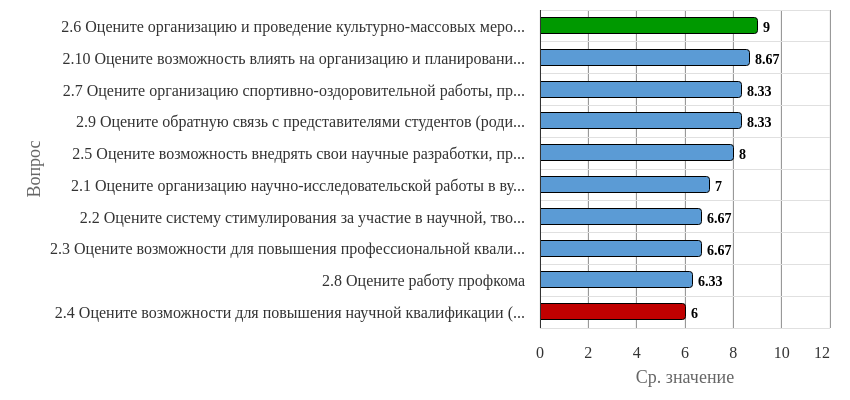 2.6 Оцените организацию и проведение культурно-массовых меро... 9
2.10 Оцените возможность влиять на организацию и планировани... 8.67
2.7 Оцените организацию спортивно-оздоровительной работы, пр... 8.33
2.9 Оцените обратную связь с представителями студентов (роди... 8.33
2.5 Оцените возможность внедрять свои научные разработки, пр... 8
2.1 Оцените организацию научно-исследовательской работы в ву... 7
2.2 Оцените систему стимулирования за участие в научной, тво... 6.67
2.3 Оцените возможности для повышения профессиональной квали... 6.67
2.8 Оцените работу профкома 6.33
2.4 Оцените возможности для повышения научной квалификации (... 6
Вопрос
0 2 4 6 8 10 12
Ср. значение